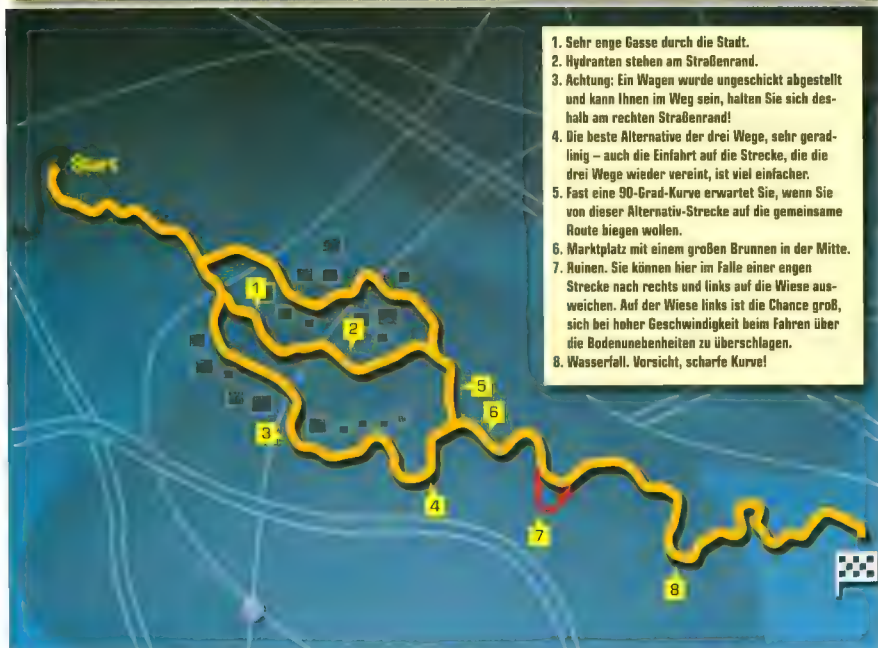 1. Sehr enge Gasse durch die Stadt.
2. Hydranten stehen am Straßenrand.
3. Achtung: Ein Wagen wurde ungeschickt abgestellt
und kann Ihnen im Weg sein, halten Sie sich des-
halb am rechten Straßenrand!
4. Die beste Alternative der drei Wege, sehr grad-
linig – auch die Einfahrt auf die Strecke, die die
drei Wege wieder vereint, ist viel einfacher.
5. Fast eine 90-Grad-Kurve erwartet Sie, wenn Sie
von dieser Alternativ-Strecke auf die gemeinsame
Route biegen wollen.
6. Marktplatz mit einem großen Brunnen in der Mitte.
7. Ruinen. Sie können hier im Falle einer engen
Strecke nach rechts und links auf die Wiese aus-
weichen. Auf der Wiese links ist die Chance groß,
sich bei hoher Geschwindigkeit beim Fahren über
die Bodenunebenheiten zu überschlagen.
8. Wasserfall. Vorsicht, scharfe Kurve!
Start
1
2
5
6
3
4
7
8